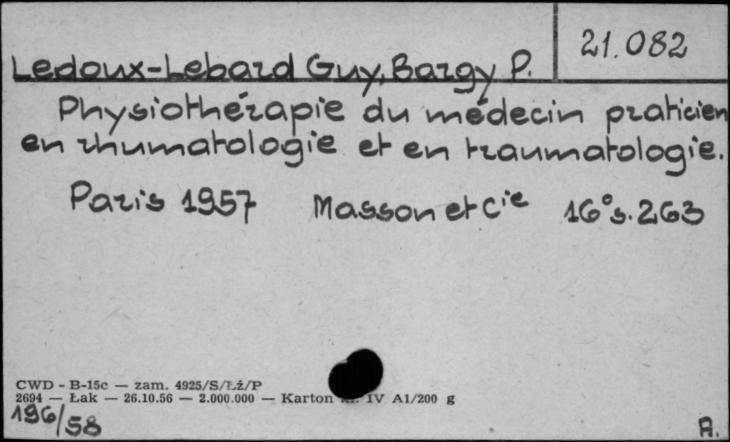 21.082
Ledoux-Lebard Guy, Bargy P.
Physiothérapie du médecin praticien
en rhumatologie et en traumatologie.
Paris 1957 Masson et Cie 16° s. 263
CWD - B-15c — zam. 4925/S/Łź/P
2694 — Łak — 26.10.56 — 2.000.000 — Karton kl. IV A1/200 g
196/58
A.